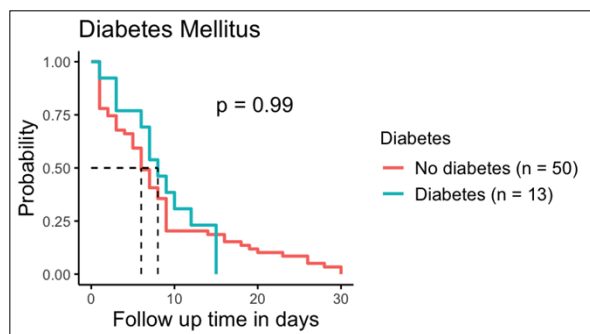 Diabetes Mellitus
1.00
0.75
0.50
0.25
0.00
Probability
p = 0.99
0
10
20
30
Follow up time in days
Diabetes
No diabetes (n = 50)
Diabetes (n = 13)